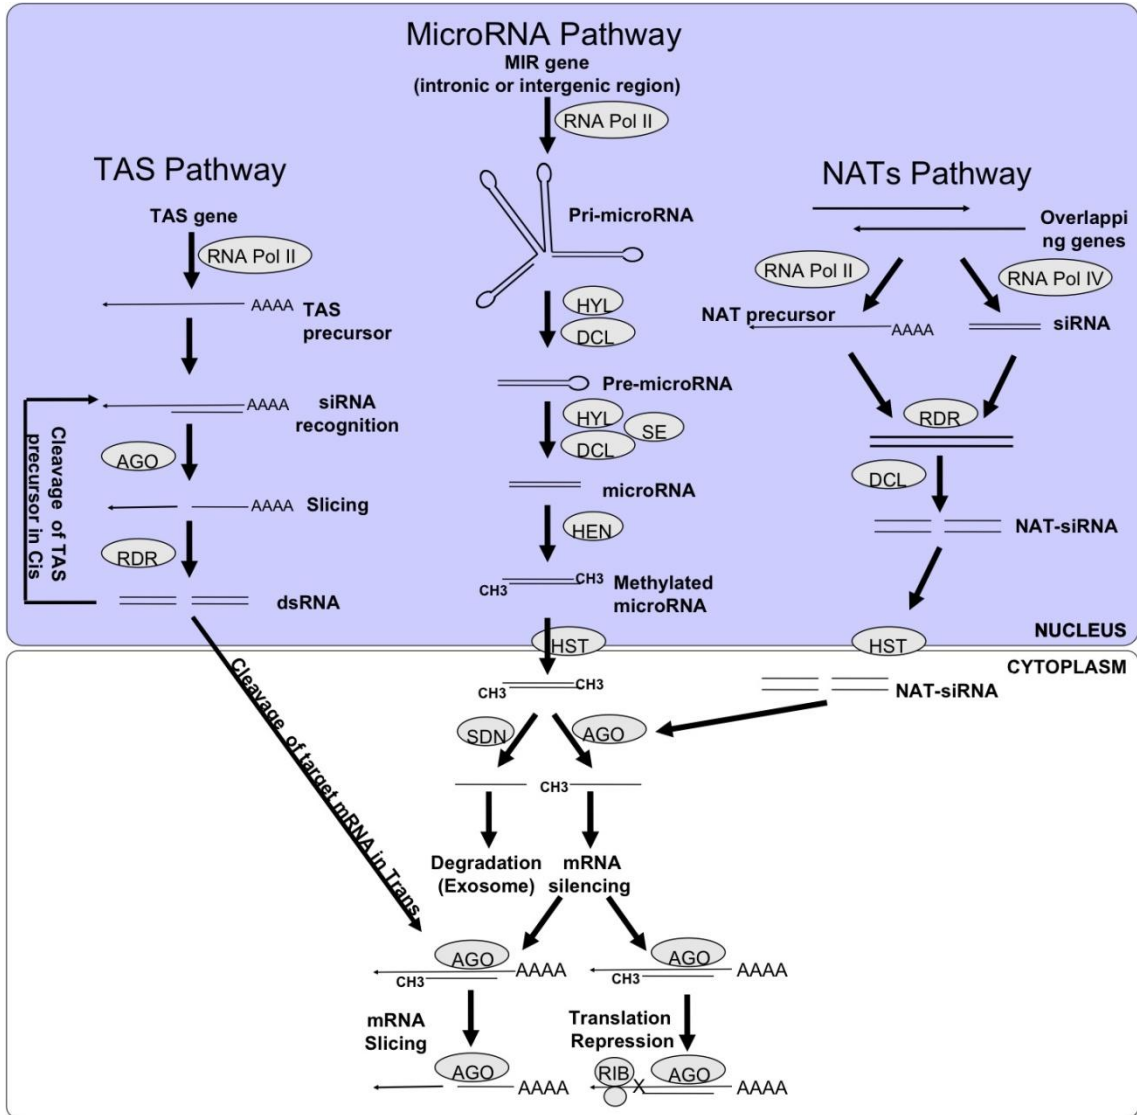 MicroRNA Pathway
MIR gene
(intronic or intergenic region)
RNA Pol II
Pri-microRNA
HYL
DCL
Pre-microRNA
HYL
SE
DCL
microRNA
HEN
CH3
CH3
Methylated
microRNA
HST
TAS Pathway
TAS gene
RNA Pol II
AAAA
TAS
precursor
AAAA
siRNA
recognition
AGO
AAAA
Slicing
RDR
dsRNA
Cleavage of TAS
precursor in Cis
NATs Pathway
Overlappi
ng genes
RNA Pol II
RNA Pol IV
NAT precursor
AAAA
siRNA
RDR
DCL
NAT-siRNA
HST
NUCLEUS
CYTOPLASM
CH3
CH3
NAT-siRNA
SDN
AGO
CH3
Cleavage of target mRNA in Trans
Degradation
(Exosome)
mRNA
silencing
AGO
AAAA
CH3
AGO
AAAA
CH3
mRNA
Slicing
AGO
AAAA
Translation
Repression
RIB
X
AGO
AAAA